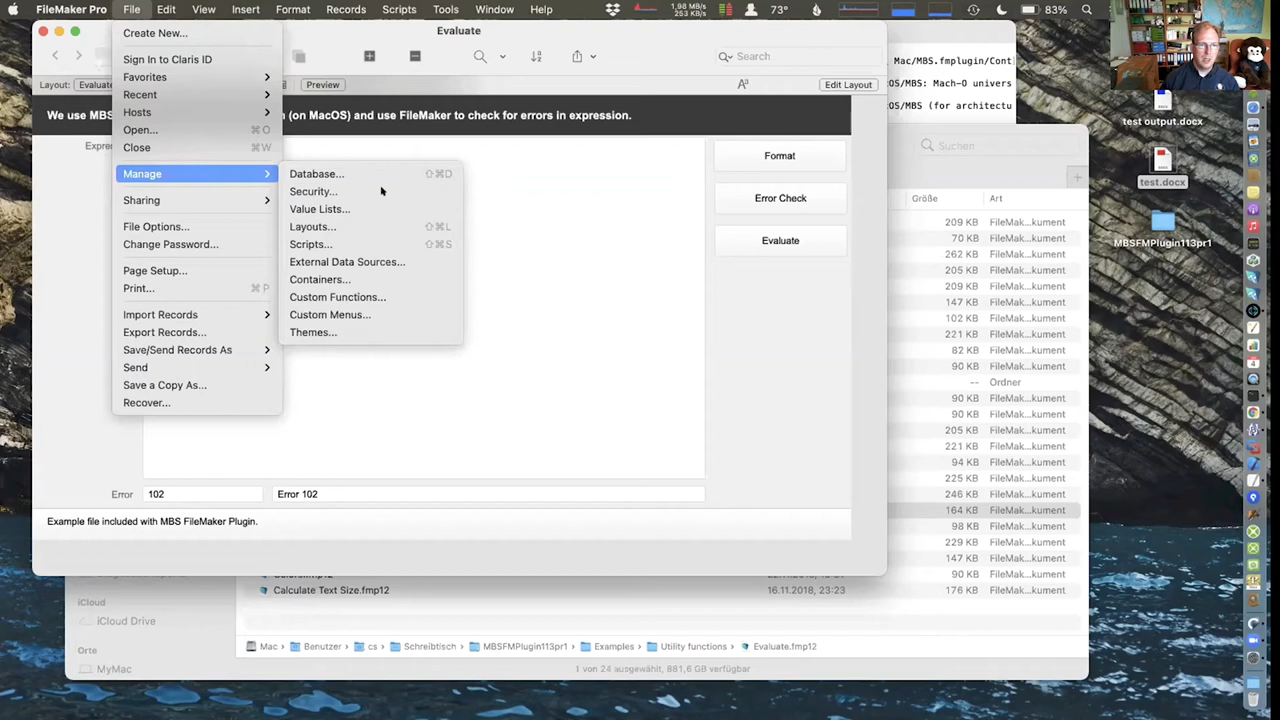 FileMaker Pro File Edit View Insert Format Records Scripts Tools Window Help 1,98 MB/s 253 KB/s 73° 83%
Evaluate
Create New...
Sign In to Claris ID
Favorites
Recent
Hosts
Open... ⌘O
Close ⌘W
Manage
Sharing
File Options...
Change Password...
Page Setup...
Print... ⌘P
Import Records
Export Records...
Save/Send Records As
Send
Save a Copy As...
Recover...
Database... ⇧⌘D
Security...
Value Lists...
Layouts... ⇧⌘L
Scripts... ⇧⌘S
External Data Sources...
Containers...
Custom Functions...
Custom Menus...
Themes...
Search
Layout: Preview Edit Layout
We use MBS (on MacOS) and use FileMaker to check for errors in expression.
Format
Error Check
Evaluate
Error 102 Error 102
Example file included with MBS FileMaker Plugin.
Mac/MBS.fmplugin/Cont
OS/MBS: Mach-O univers
OS/MBS (for architectu
test output.docx
test.docx
MBSFMPlugin113pr1
Suchen
Größe Art
209 KB FileMak...kument
70 KB FileMak...kument
262 KB FileMak...kument
205 KB FileMak...kument
209 KB FileMak...kument
147 KB FileMak...kument
102 KB FileMak...kument
221 KB FileMak...kument
82 KB FileMak...kument
90 KB FileMak...kument
-- Ordner
90 KB FileMak...kument
90 KB FileMak...kument
205 KB FileMak...kument
221 KB FileMak...kument
94 KB FileMak...kument
225 KB FileMak...kument
246 KB FileMak...kument
164 KB FileMak...kument
98 KB FileMak...kument
229 KB FileMak...kument
147 KB FileMak...kument
90 KB FileMak...kument
Calculate Text Size.fmp12 16.11.2018, 23:23 176 KB FileMak...kument
iCloud
iCloud Drive
Orte
MyMac
Mac › Benutzer › cs › Schreibtisch › MBSFMPlugin113pr1 › Examples › Utility functions › Evaluate.fmp12
1 von 24 ausgewählt, 881,6 GB verfügbar